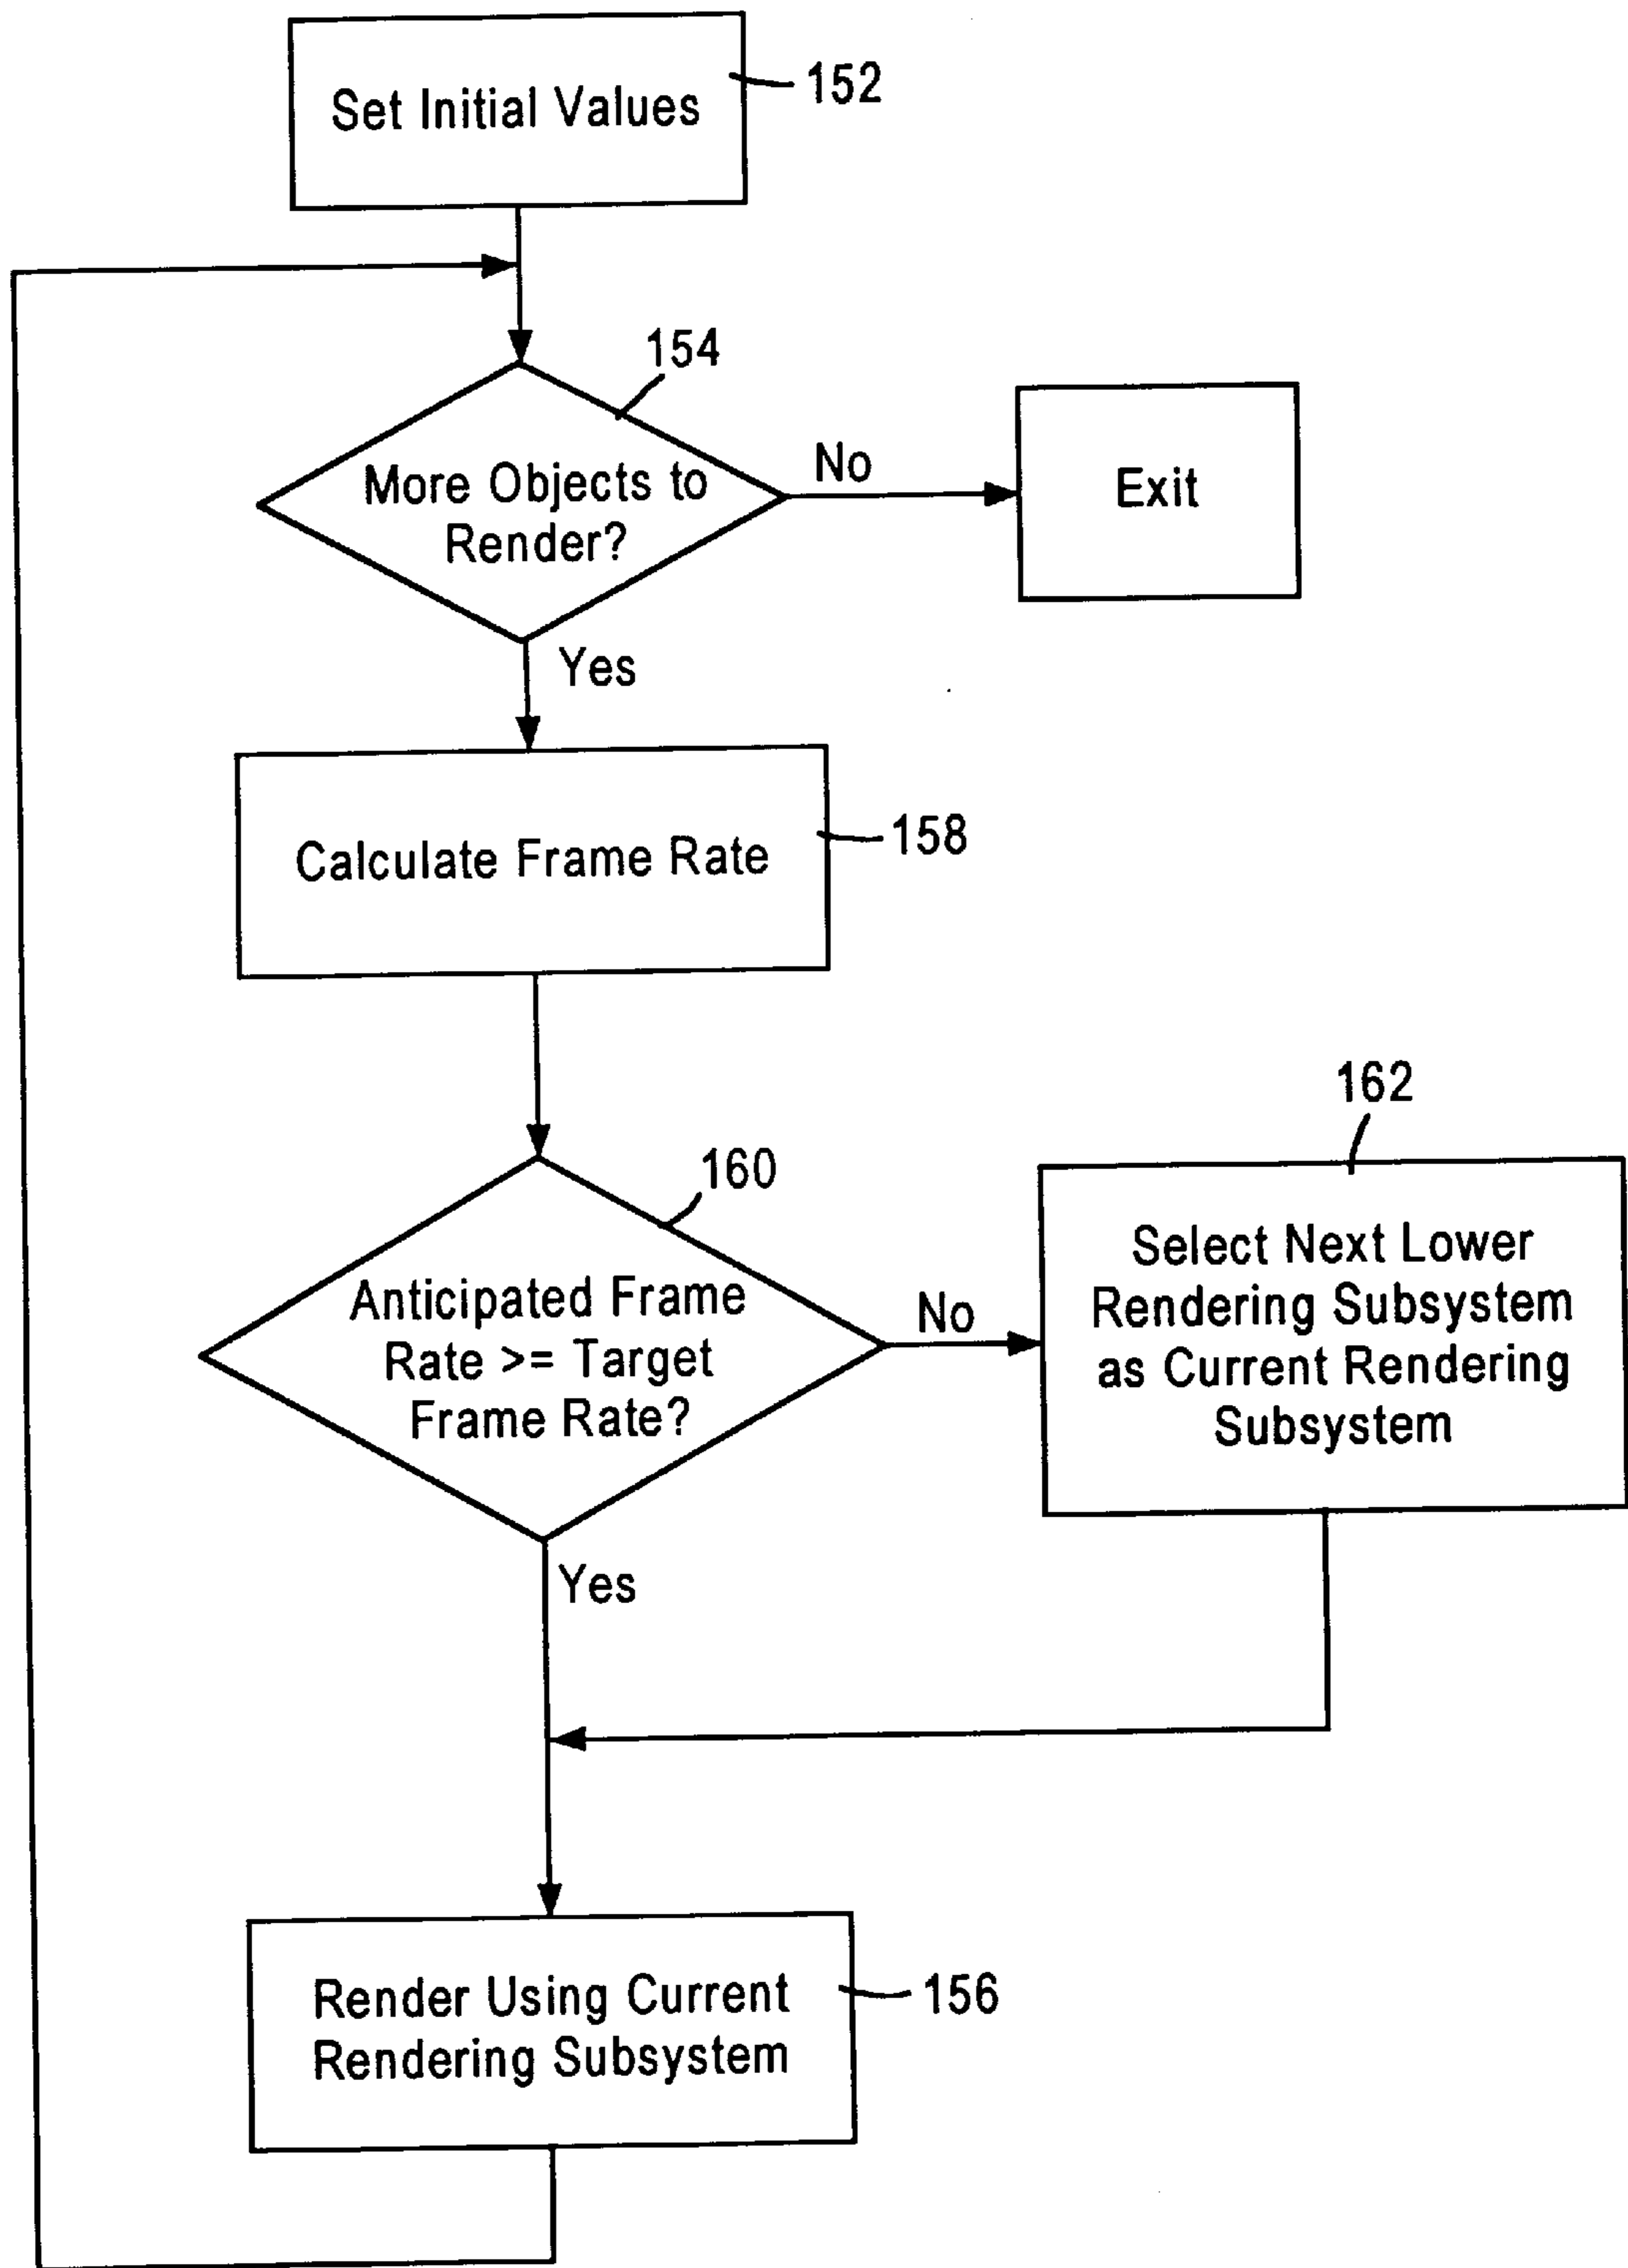 Set Initial Values
152
154
More Objects to
Render?
No
Exit
Yes
Calculate Frame Rate
158
160
Anticipated Frame
Rate >= Target
Frame Rate?
No
162
Select Next Lower
Rendering Subsystem
as Current Rendering
Subsystem
Yes
Render Using Current
Rendering Subsystem
156